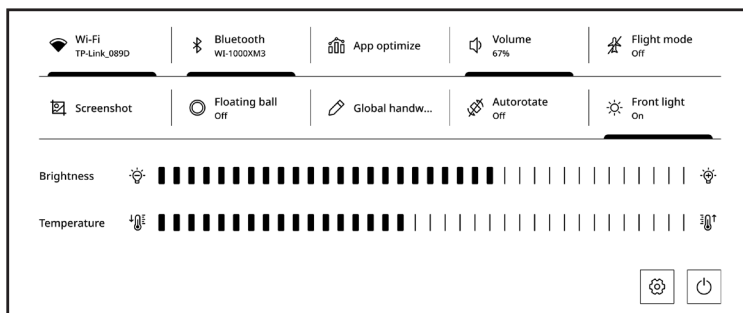 Wi-Fi
TP-Link_089D
Bluetooth
WI-1000XM3
App optimize
Volume
67%
Flight mode
Off
Screenshot
Floating ball
Off
Global handw...
Autorotate
Off
Front light
On
Brightness
Temperature